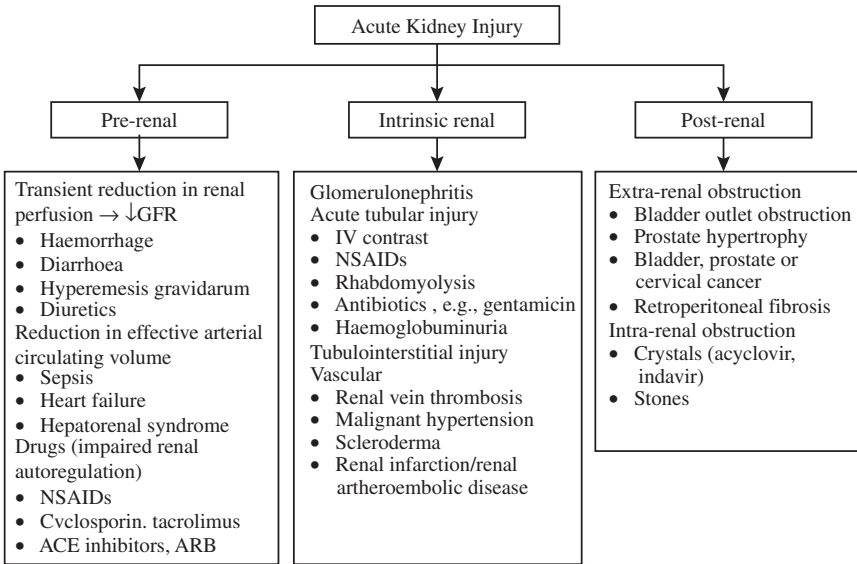 Acute Kidney Injury
Pre-renal
Intrinsic renal
Post-renal
Transient reduction in renal
perfusion → ↓GFR
• Haemorrhage
• Diarrhoea
• Hyperemesis gravidarum
• Diuretics
Reduction in effective arterial
circulating volume
• Sepsis
• Heart failure
• Hepatorenal syndrome
Drugs (impaired renal
autoregulation)
• NSAIDs
• Cvclosporin. tacrolimus
• ACE inhibitors, ARB
Glomerulonephritis
Acute tubular injury
• IV contrast
• NSAIDs
• Rhabdomyolysis
• Antibiotics , e.g., gentamicin
• Haemoglobuminuria
Tubulointerstitial injury
Vascular
• Renal vein thrombosis
• Malignant hypertension
• Scleroderma
• Renal infarction/renal
artheroembolic disease
Extra-renal obstruction
• Bladder outlet obstruction
• Prostate hypertrophy
• Bladder, prostate or
cervical cancer
• Retroperitoneal fibrosis
Intra-renal obstruction
• Crystals (acyclovir,
indavir)
• Stones